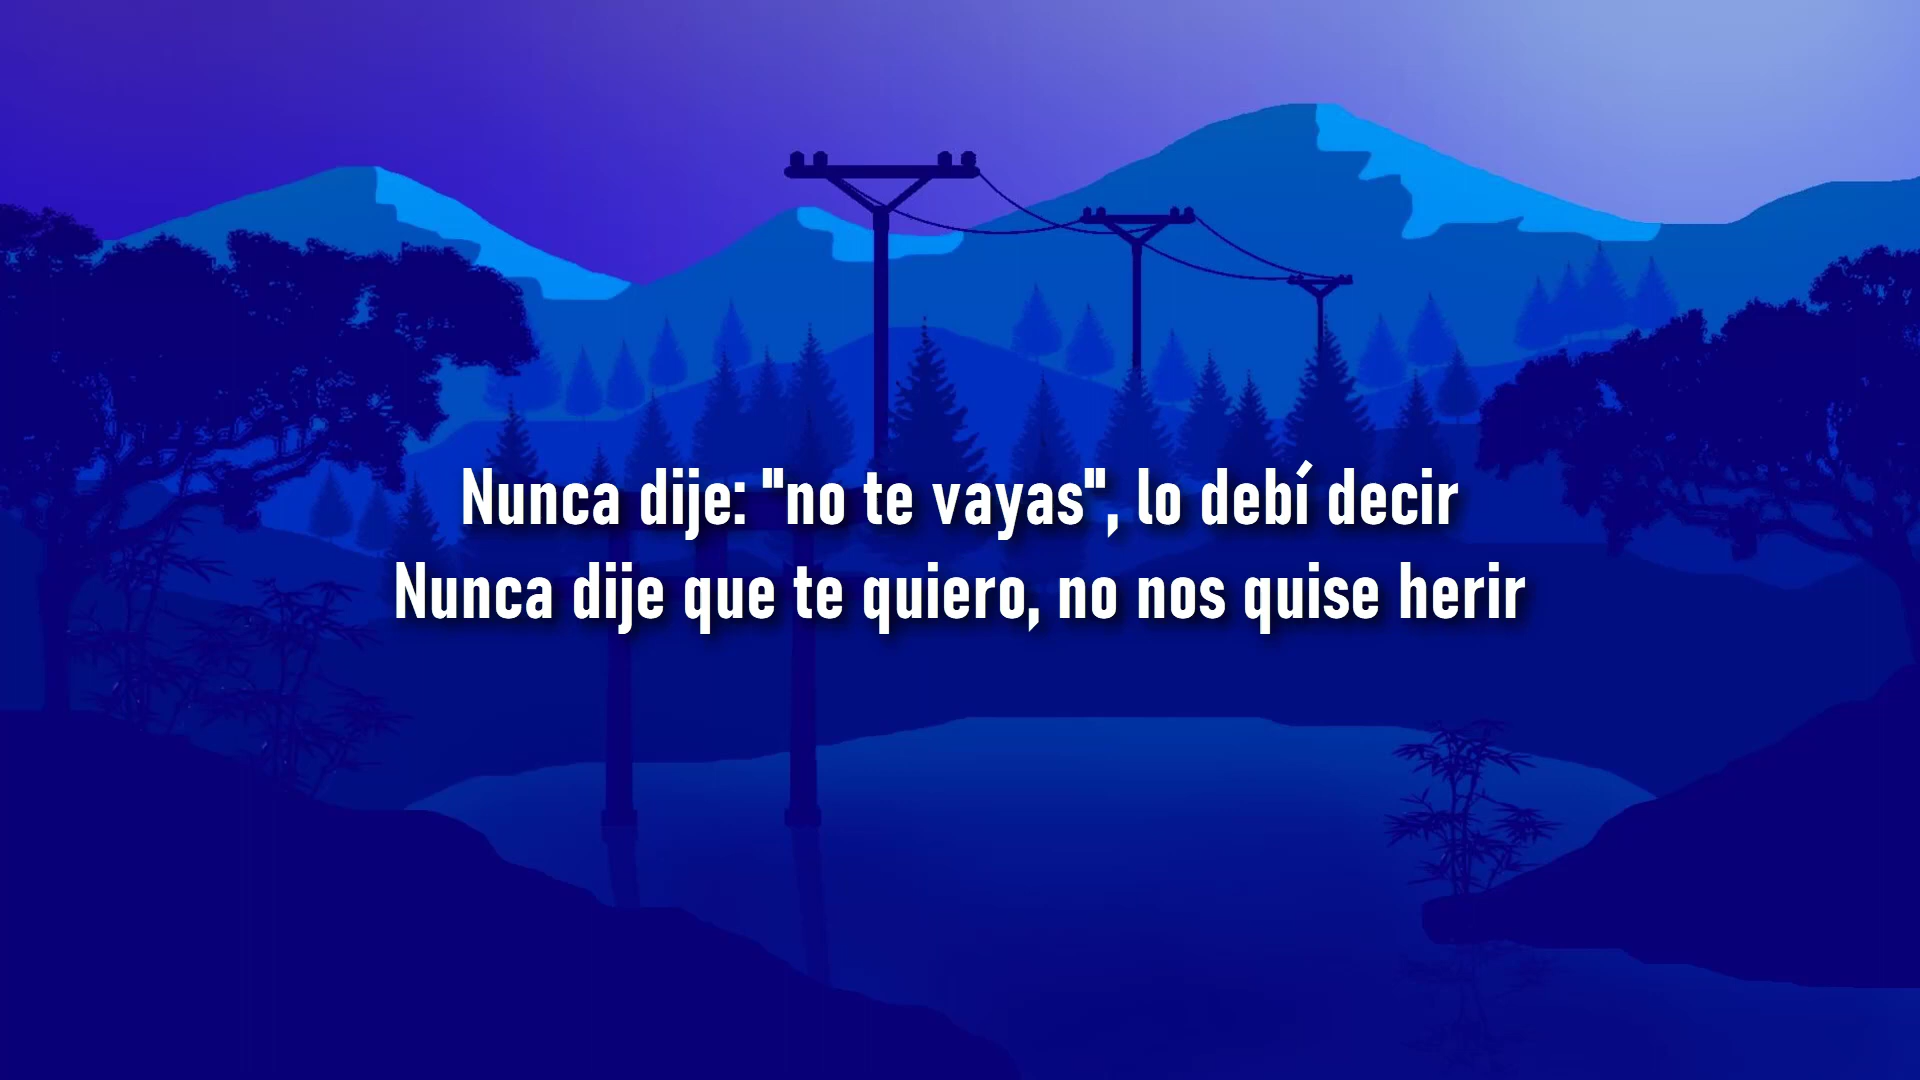 Nunca dije: "no te vayas", lo debí decir
Nunca dije que te quiero, no nos quise herir